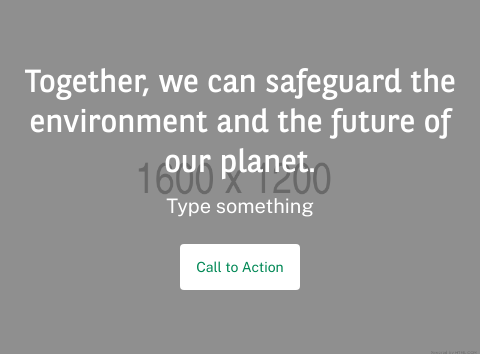 Together, we can safeguard the
environment and the future of
our planet.
1600 x 1200
Type something
Call to Action